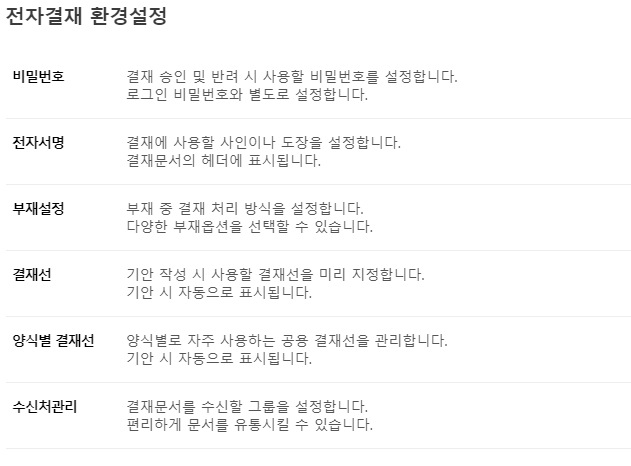 전자결재 환경설정
비밀번호 결재 승인 및 반려 시 사용할 비밀번호를 설정합니다.
로그인 비밀번호와 별도로 설정합니다.
전자서명 결재에 사용할 사인이나 도장을 설정합니다.
결재문서의 헤더에 표시됩니다.
부재설정 부재 중 결재 처리 방식을 설정합니다.
다양한 부재옵션을 선택할 수 있습니다.
결재선 기안 작성 시 사용할 결재선을 미리 지정합니다.
기안 시 자동으로 표시됩니다.
양식별 결재선 양식별로 자주 사용하는 공용 결재선을 관리합니다.
기안 시 자동으로 표시됩니다.
수신처관리 결재문서를 수신할 그룹을 설정합니다.
편리하게 문서를 유통시킬 수 있습니다.